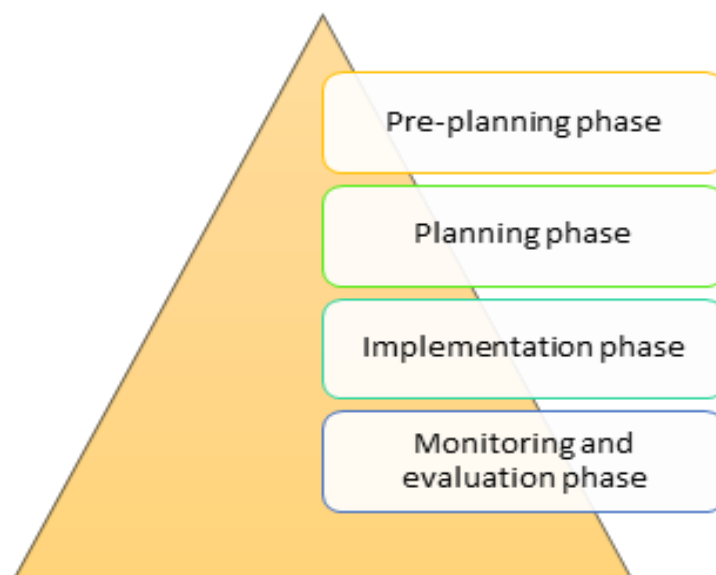 Pre-planning phase
Planning phase
Implementation phase
Monitoring and
evaluation phase